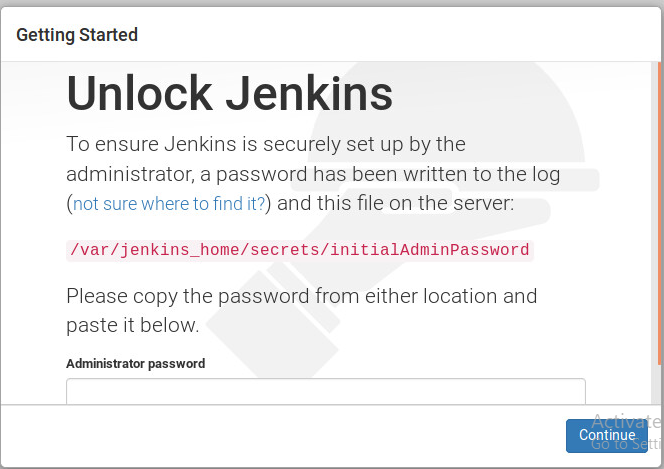 Getting Started
Unlock Jenkins
To ensure Jenkins is securely set up by the
administrator, a password has been written to the log
(not sure where to find it?) and this file on the server:
/var/jenkins_home/secrets/initialAdminPassword
Please copy the password from either location and
paste it below.
Administrator password
Activate
Continue
Go to Setti